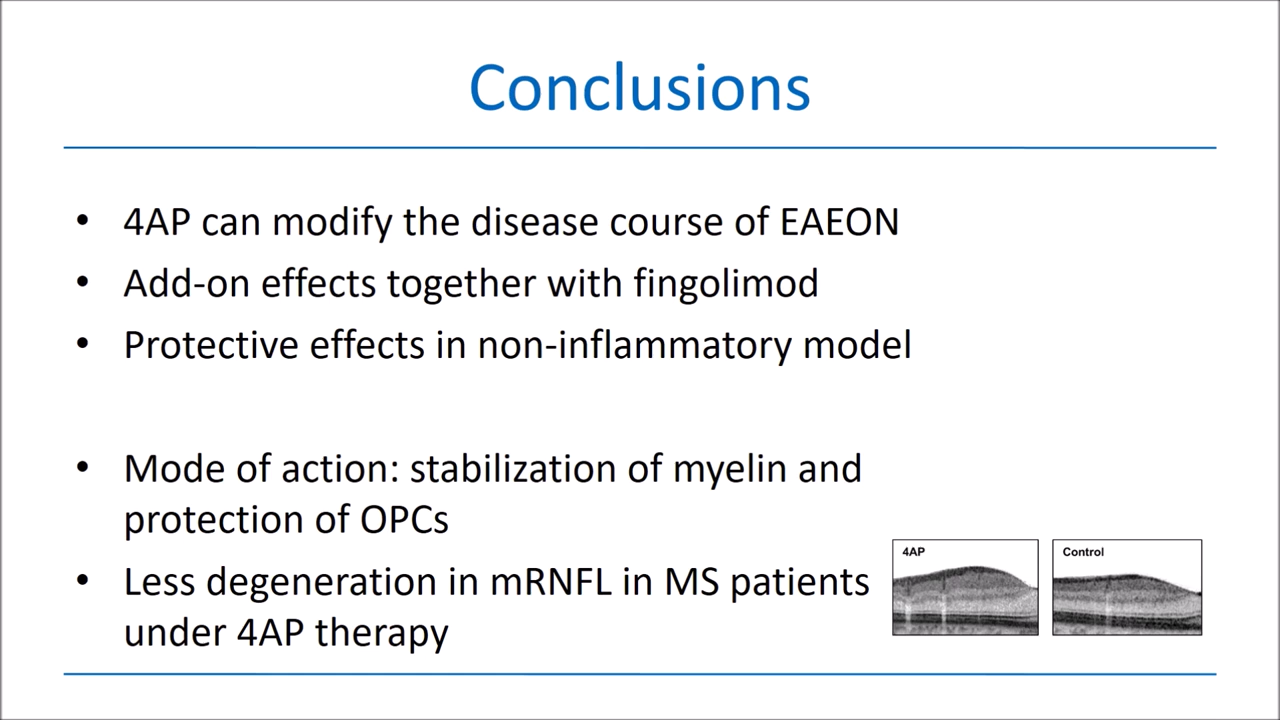 Conclusions
• 4AP can modify the disease course of EAEON
• Add-on effects together with fingolimod
• Protective effects in non-inflammatory model
• Mode of action: stabilization of myelin and
protection of OPCs
• Less degeneration in mRNFL in MS patients
under 4AP therapy
4AP
Control